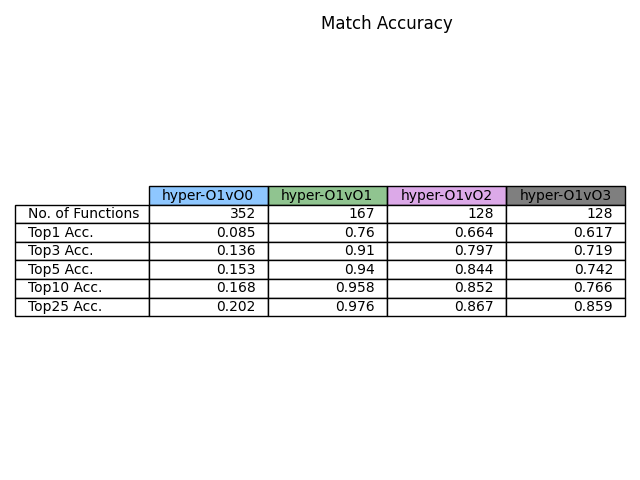 Match Accuracy
hyper-O1vO0 hyper-O1vO1 hyper-O1vO2 hyper-O1vO3
No. of Functions 352 167 128 128
Top1 Acc. 0.085 0.76 0.664 0.617
Top3 Acc. 0.136 0.91 0.797 0.719
Top5 Acc. 0.153 0.94 0.844 0.742
Top10 Acc. 0.168 0.958 0.852 0.766
Top25 Acc. 0.202 0.976 0.867 0.859